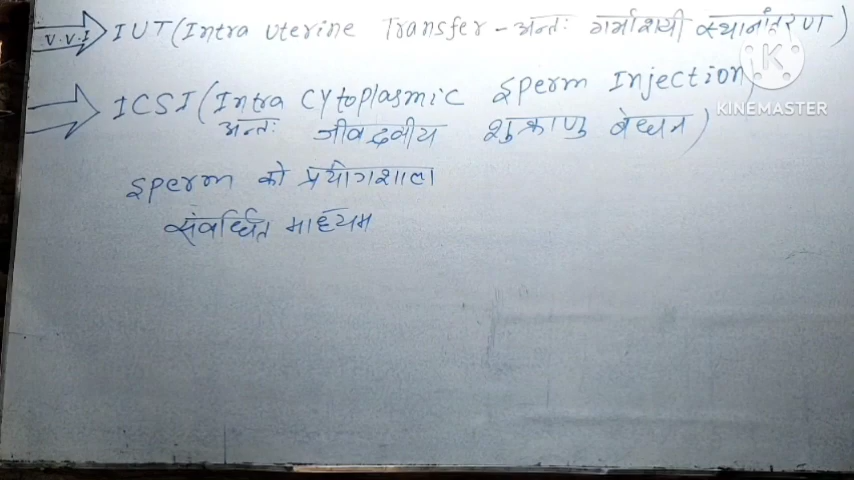 V.V.I IUT (Intra Uterine Transfer - अन्तः गर्भाशयी स्थानांतरण)
ICSI (Intra Cytoplasmic Sperm Injection
अन्तः जीवद्रवीय शुक्राणु बेध्धन)
Sperm को प्रयोगशाला
संवर्धित माध्यम
KINEMASTER